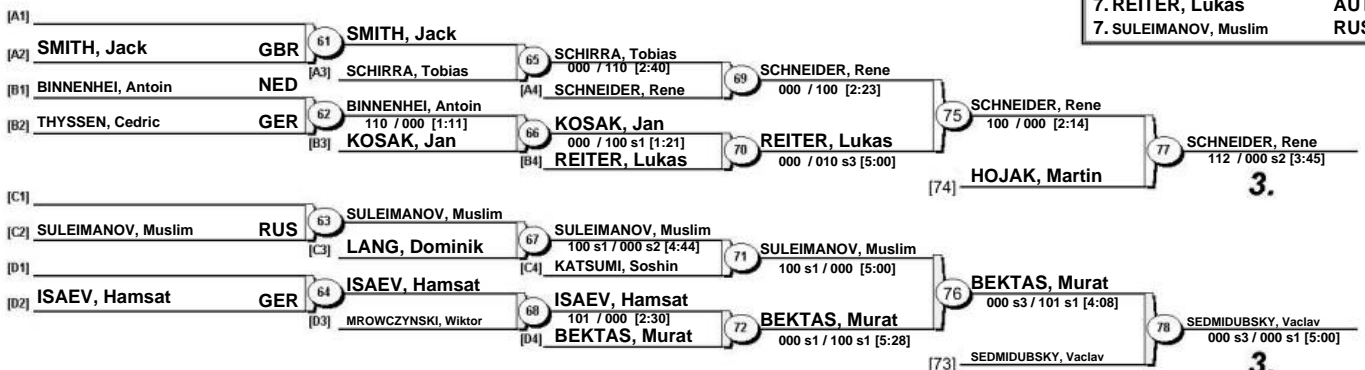 7. REITER, Lukas AUT
7. SULEIMANOV, Muslim RUS
[A1]
[A2] SMITH, Jack GBR
61
SMITH, Jack
[A3] SCHIRRA, Tobias
65
SCHIRRA, Tobias
000 / 110 [2:40]
[A4] SCHNEIDER, Rene
69
SCHNEIDER, Rene
000 / 100 [2:23]
[B1] BINNENHEI, Antoin NED
[B2] THYSSEN, Cedric GER
62
BINNENHEI, Antoin
110 / 000 [1:11]
[B3] KOSAK, Jan
66
KOSAK, Jan
000 / 100 s1 [1:21]
[B4] REITER, Lukas
70
REITER, Lukas
000 / 010 s3 [5:00]
75
SCHNEIDER, Rene
100 / 000 [2:14]
[74] HOJAK, Martin
77
SCHNEIDER, Rene
112 / 000 s2 [3:45]
3.
[C1]
[C2] SULEIMANOV, Muslim RUS
63
SULEIMANOV, Muslim
[C3] LANG, Dominik
67
SULEIMANOV, Muslim
100 s1 / 000 s2 [4:44]
[C4] KATSUMI, Soshin
71
SULEIMANOV, Muslim
100 s1 / 000 [5:00]
[D1]
[D2] ISAEV, Hamsat GER
64
ISAEV, Hamsat
[D3] MROWCZYNSKI, Wiktor
68
ISAEV, Hamsat
101 / 000 [2:30]
[D4] BEKTAS, Murat
72
BEKTAS, Murat
000 s1 / 100 s1 [5:28]
76
BEKTAS, Murat
000 s3 / 101 s1 [4:08]
[73] SEDMIDUBSKY, Vaclav
78
SEDMIDUBSKY, Vaclav
000 s3 / 000 s1 [5:00]
3.